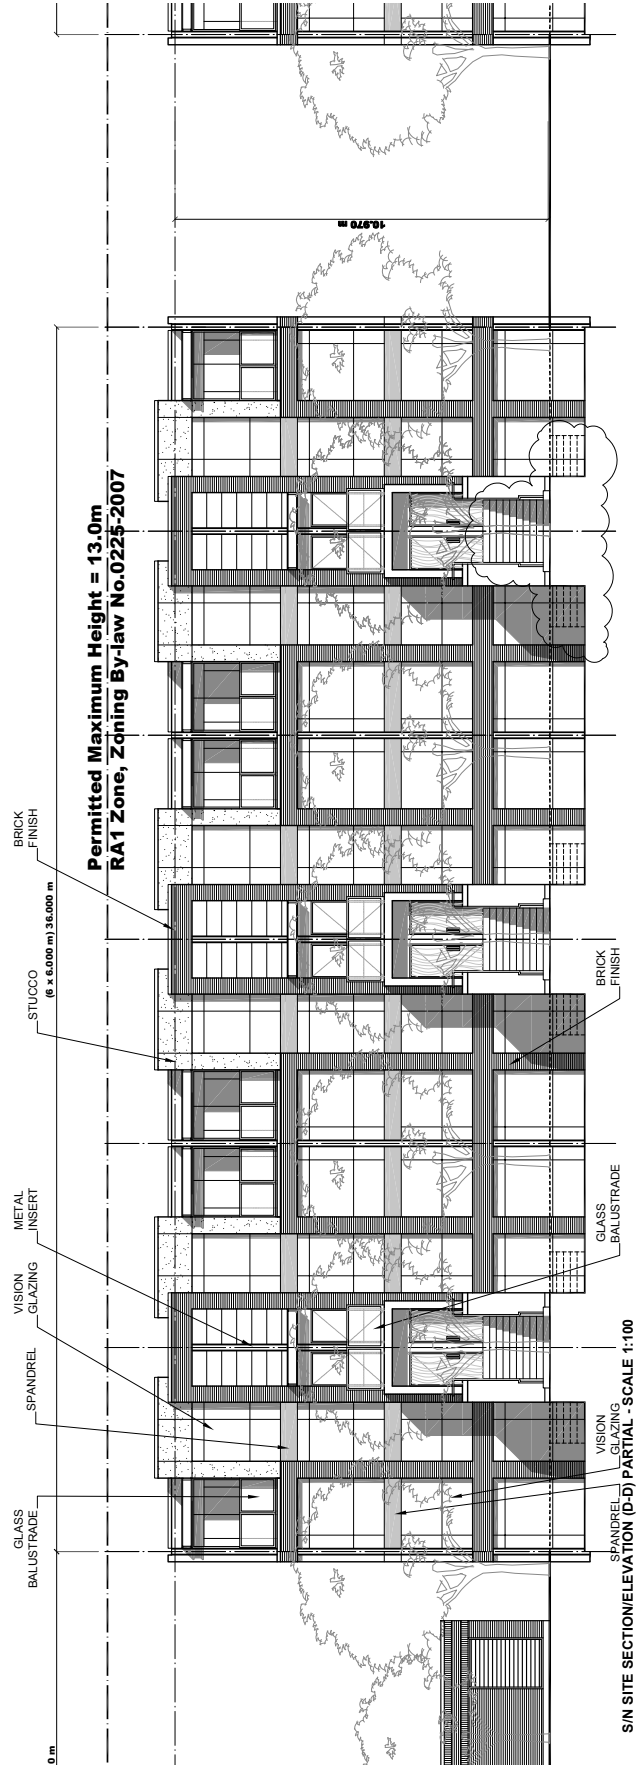 0 m
(6 x 6.000 m) 36.000 m
Permitted Maximum Height = 13.0m
RA1 Zone, Zoning By-law No.0225-2007
10.970 m
GLASS
BALUSTRADE
SPANDREL
VISION
GLAZING
METAL
INSERT
STUCCO
BRICK
FINISH
SPANDREL
VISION
GLAZING
GLASS
BALUSTRADE
BRICK
FINISH
S/N SITE SECTION/ELEVATION (D-D) PARTIAL - SCALE 1:100